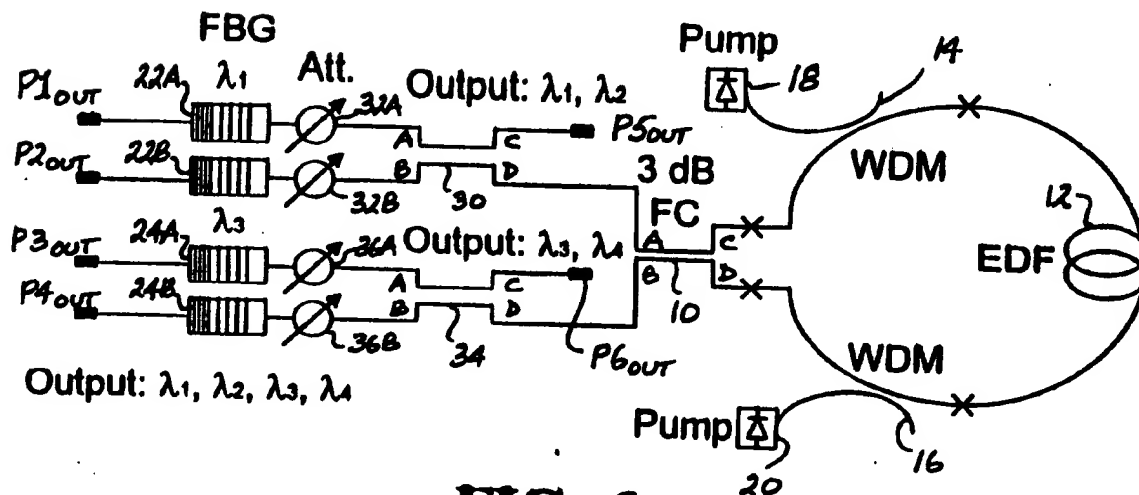 FBG
Pump
22A
λ1
Att.
18
14
P1OUT
32A
Output: λ1, λ2
A
C
P5OUT
22B
P2OUT
B
D
3 dB
WDM
32B
30
FC
12
24A
λ3
A
C
P3OUT
36A
Output: λ3, λ4
B
D
EDF
P4OUT
24B
A
C
10
B
D
36B
34
P6OUT
WDM
Output: λ1, λ2, λ3, λ4
Pump
16
20